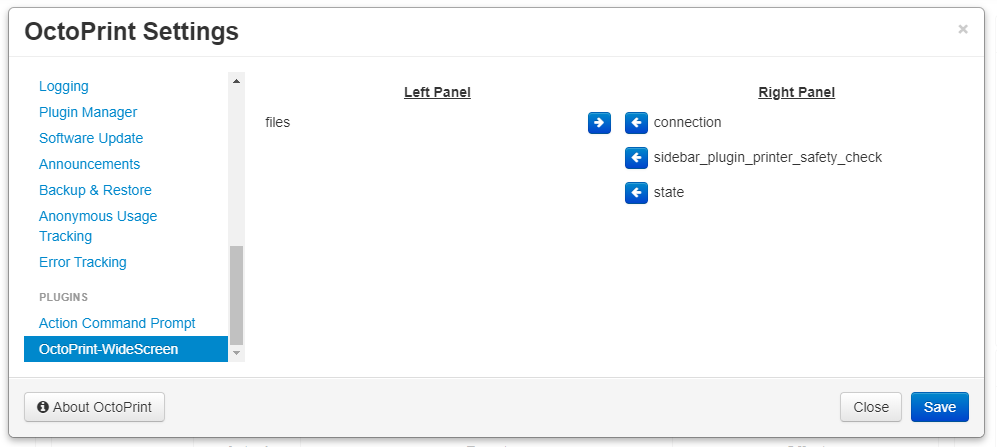 OctoPrint Settings
×
Logging
Plugin Manager
Software Update
Announcements
Backup & Restore
Anonymous Usage
Tracking
Error Tracking
PLUGINS
Action Command Prompt
OctoPrint-WideScreen
Left Panel
files
Right Panel
connection
sidebar_plugin_printer_safety_check
state
About OctoPrint
Close
Save